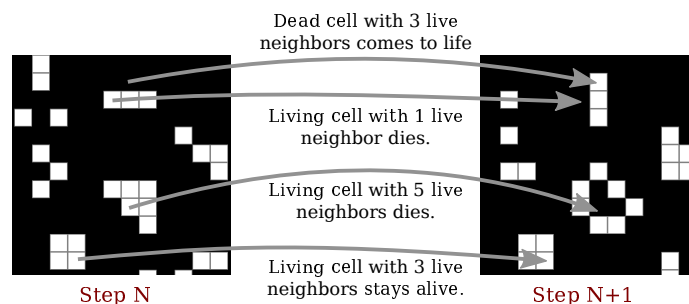 Dead cell with 3 live
neighbors comes to life
Living cell with 1 live
neighbor dies.
Living cell with 5 live
neighbors dies.
Living cell with 3 live
neighbors stays alive.
Step N
Step N+1